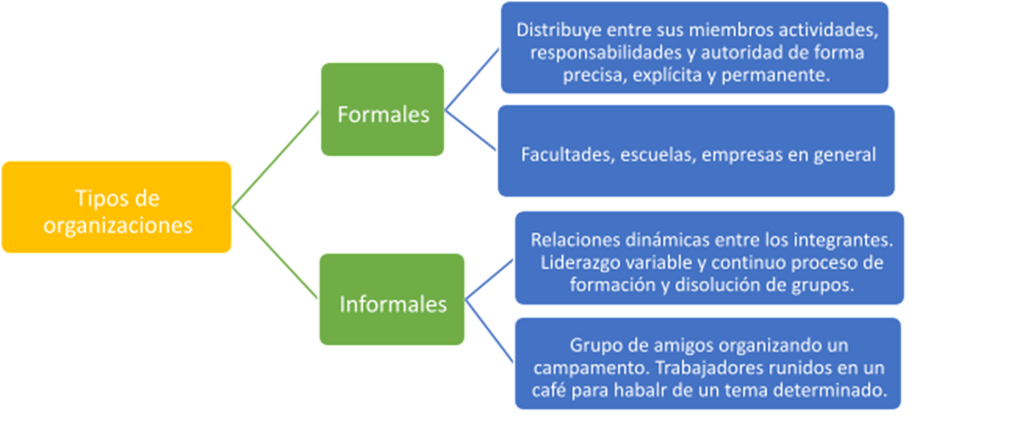 Tipos de
organizaciones
Formales
Distribuye entre sus miembros actividades,
responsabilidades y autoridad de forma
precisa, explícita y permanente.
Facultades, escuelas, empresas en general
Informales
Relaciones dinámicas entre los integrantes.
Liderazgo variable y continuo proceso de
formación y disolución de grupos.
Grupo de amigos organizando un
campamento. Trabajadores runidos en un
café para habalr de un tema determinado.